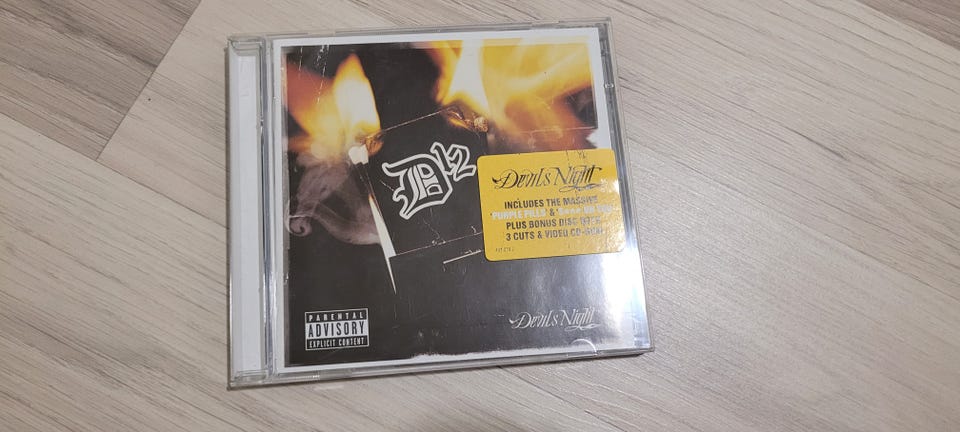 D12
Devil's Night
INCLUDES THE MASSIVE
'PURPLE PILLS' & '
PLUS BONUS DISC
3 CUTS & VIDEO CD-ROM
PARENTAL
ADVISORY
EXPLICIT CONTENT
Devil's Night